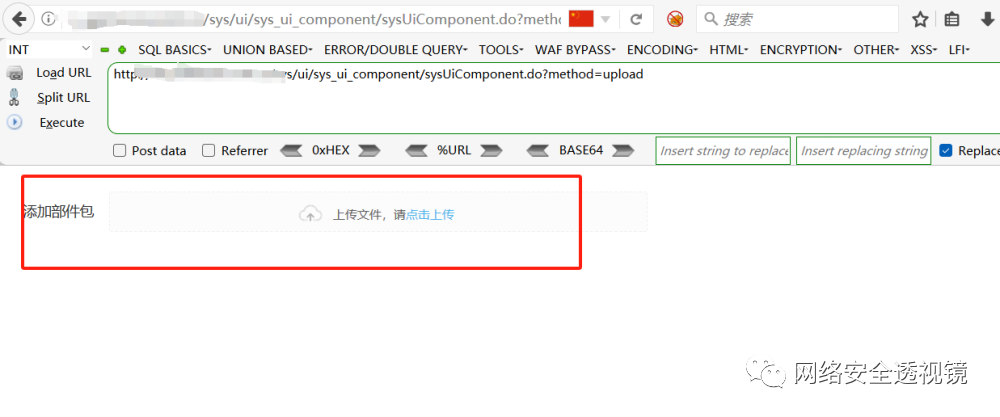 /sys/ui/sys_ui_component/sysUiComponent.do?metho
搜索
INT
SQL BASICS
UNION BASED
ERROR/DOUBLE QUERY
TOOLS
WAF BYPASS
ENCODING
HTML
ENCRYPTION
OTHER
XSS
LFI
Load URL
http://
ys/ui/sys_ui_component/sysUiComponent.do?method=upload
Split URL
Execute
Post data
Referrer
0xHEX
%URL
BASE64
Insert string to replace
Insert replacing string
Replace
添加部件包
上传文件，请点击上传
网络安全透视镜